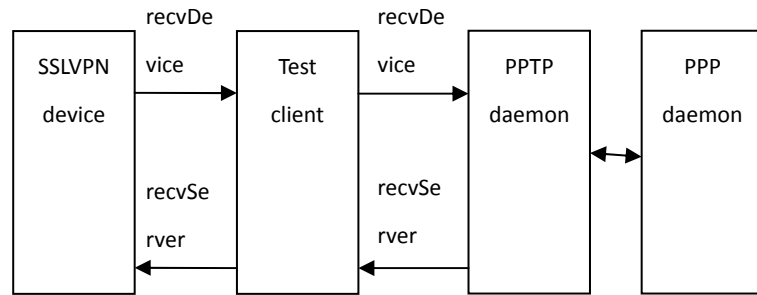 recvDe
vice
recvDe
vice
SSLVPN
device
Test
client
PPTP
daemon
PPP
daemon
recvSe
rver
recvSe
rver